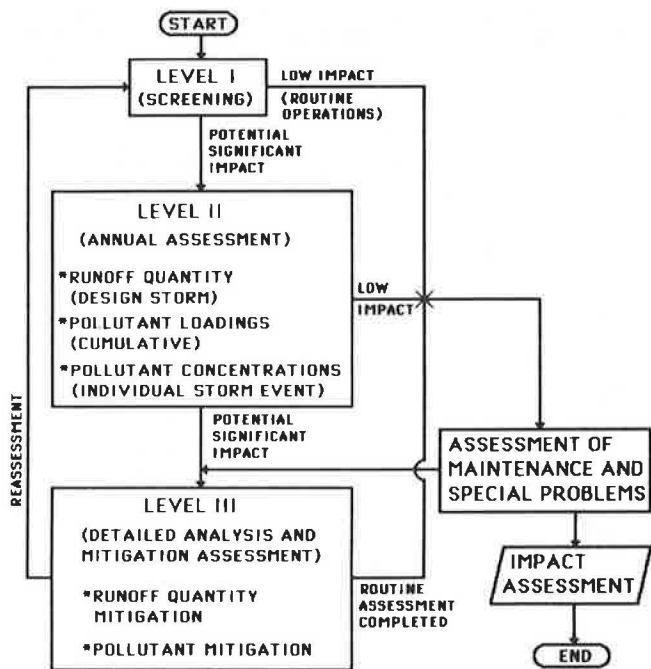 START
LEVEL I
(SCREENING)
LOW IMPACT
(ROUTINE
OPERATIONS)
POTENTIAL
SIGNIFICANT
IMPACT
LEVEL II
(ANNUAL ASSESSMENT)
*RUNOFF QUANTITY
(DESIGN STORM)
*POLLUTANT LOADINGS
(CUMULATIVE)
*POLLUTANT CONCENTRATIONS
(INDIVIDUAL STORM EVENT)
LOW
IMPACT
REASSESSMENT
POTENTIAL
SIGNIFICANT
IMPACT
ASSESSMENT OF
MAINTENANCE AND
SPECIAL PROBLEMS
LEVEL III
(DETAILED ANALYSIS AND
MITIGATION ASSESSMENT)
*RUNOFF QUANTITY
MITIGATION
*POLLUTANT MITIGATION
ROUTINE
ASSESSMENT
COMPLETED
IMPACT
ASSESSMENT
END